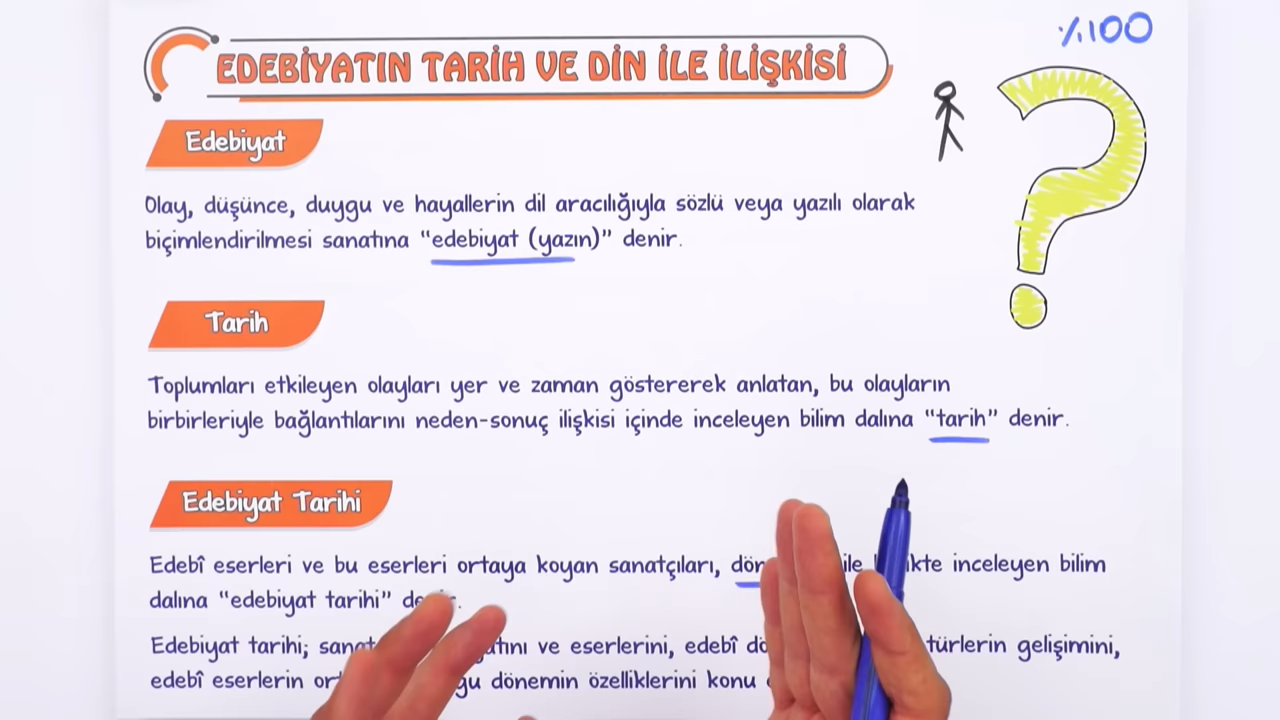 %100
EDEBİYATIN TARİH VE DİN İLE İLİŞKİSİ
Edebiyat
Olay, düşünce, duygu ve hayallerin dil aracılığıyla sözlü veya yazılı olarak
biçimlendirilmesi sanatına “edebiyat (yazın)” denir.
Tarih
Toplumları etkileyen olayları yer ve zaman göstererek anlatan, bu olayların
birbirleriyle bağlantılarını neden-sonuç ilişkisi içinde inceleyen bilim dalına “tarih” denir.
Edebiyat Tarihi
Edebî eserleri ve bu eserleri ortaya koyan sanatçıları, ile inceleyen bilim
dalına “edebiyat tarihi”
Edebiyat tarihi; ve eserlerini, edebî türlerin gelişimini,
edebî eserlerin dönemin özelliklerini konu